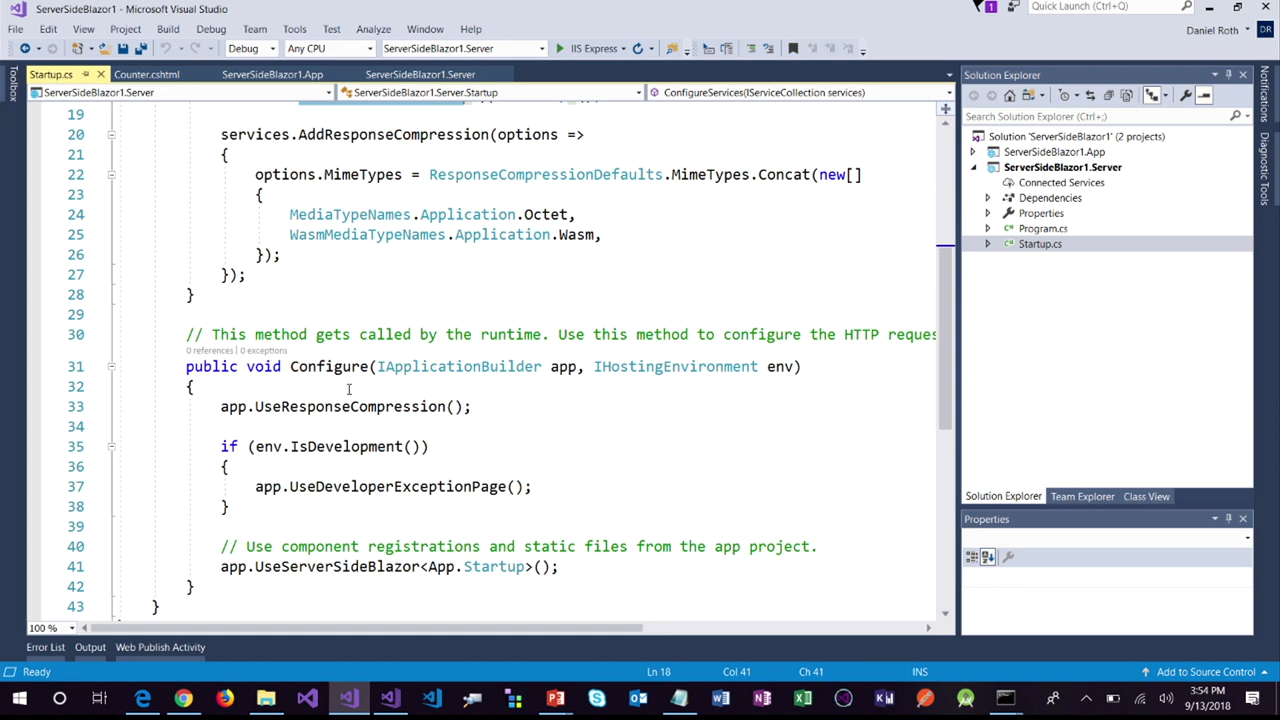 ServerSideBlazor1 - Microsoft Visual Studio
1
Quick Launch (Ctrl+Q)
File Edit View Project Build Debug Team Tools Test Analyze Window Help
Daniel Roth DR
Debug Any CPU ServerSideBlazor1.Server IIS Express
Toolbox
Startup.cs Counter.cshtml ServerSideBlazor1.App ServerSideBlazor1.Server
ServerSideBlazor1.Server ServerSideBlazor1.Server.Startup ConfigureServices(IServiceCollection services)
19
20 services.AddResponseCompression(options =>
21 {
22 options.MimeTypes = ResponseCompressionDefaults.MimeTypes.Concat(new[]
23 {
24 MediaTypeNames.Application.Octet,
25 WasmMediaTypeNames.Application.Wasm,
26 });
27 });
28 }
29
30 // This method gets called by the runtime. Use this method to configure the HTTP reques
0 references | 0 exceptions
31 public void Configure(IApplicationBuilder app, IHostingEnvironment env)
32 {
33 app.UseResponseCompression();
34
35 if (env.IsDevelopment())
36 {
37 app.UseDeveloperExceptionPage();
38 }
39
40 // Use component registrations and static files from the app project.
41 app.UseServerSideBlazor<App.Startup>();
42 }
43 }
100 %
Solution Explorer
Search Solution Explorer (Ctrl+;)
Solution 'ServerSideBlazor1' (2 projects)
ServerSideBlazor1.App
ServerSideBlazor1.Server
Connected Services
Dependencies
Properties
Program.cs
Startup.cs
Solution Explorer Team Explorer Class View
Properties
Notifications
Diagnostic Tools
Error List Output Web Publish Activity
Ready Ln 18 Col 41 Ch 41 INS Add to Source Control
3:54 PM
9/13/2018